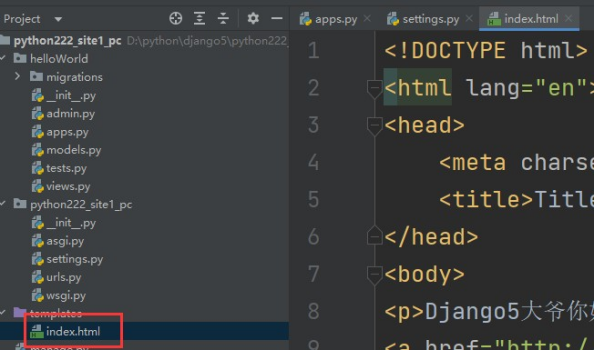 Project
python222_site1_pc D:\python\django5\python222_
helloWorld
migrations
__init__.py
admin.py
apps.py
models.py
tests.py
views.py
python222_site1_pc
__init__.py
asgi.py
settings.py
urls.py
wsgi.py
templates
index.html
manage.py
apps.py settings.py index.html
1 <!DOCTYPE html>
2 <html lang="en">
3 <head>
4 <meta charse
5 <title>Title
6 </head>
7 <body>
8 <p>Django5大爷你
9 <a href="http:/